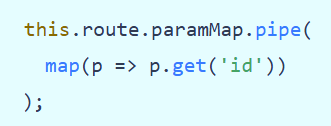 this.route.paramMap.pipe(
  map(p => p.get('id'))
);